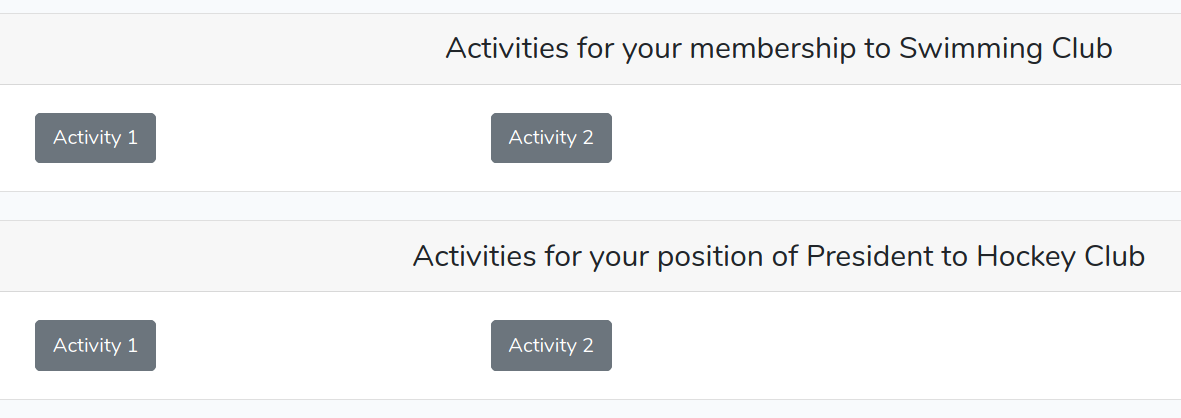 Activities for your membership to Swimming Club
Activity 1 Activity 2
Activities for your position of President to Hockey Club
Activity 1 Activity 2